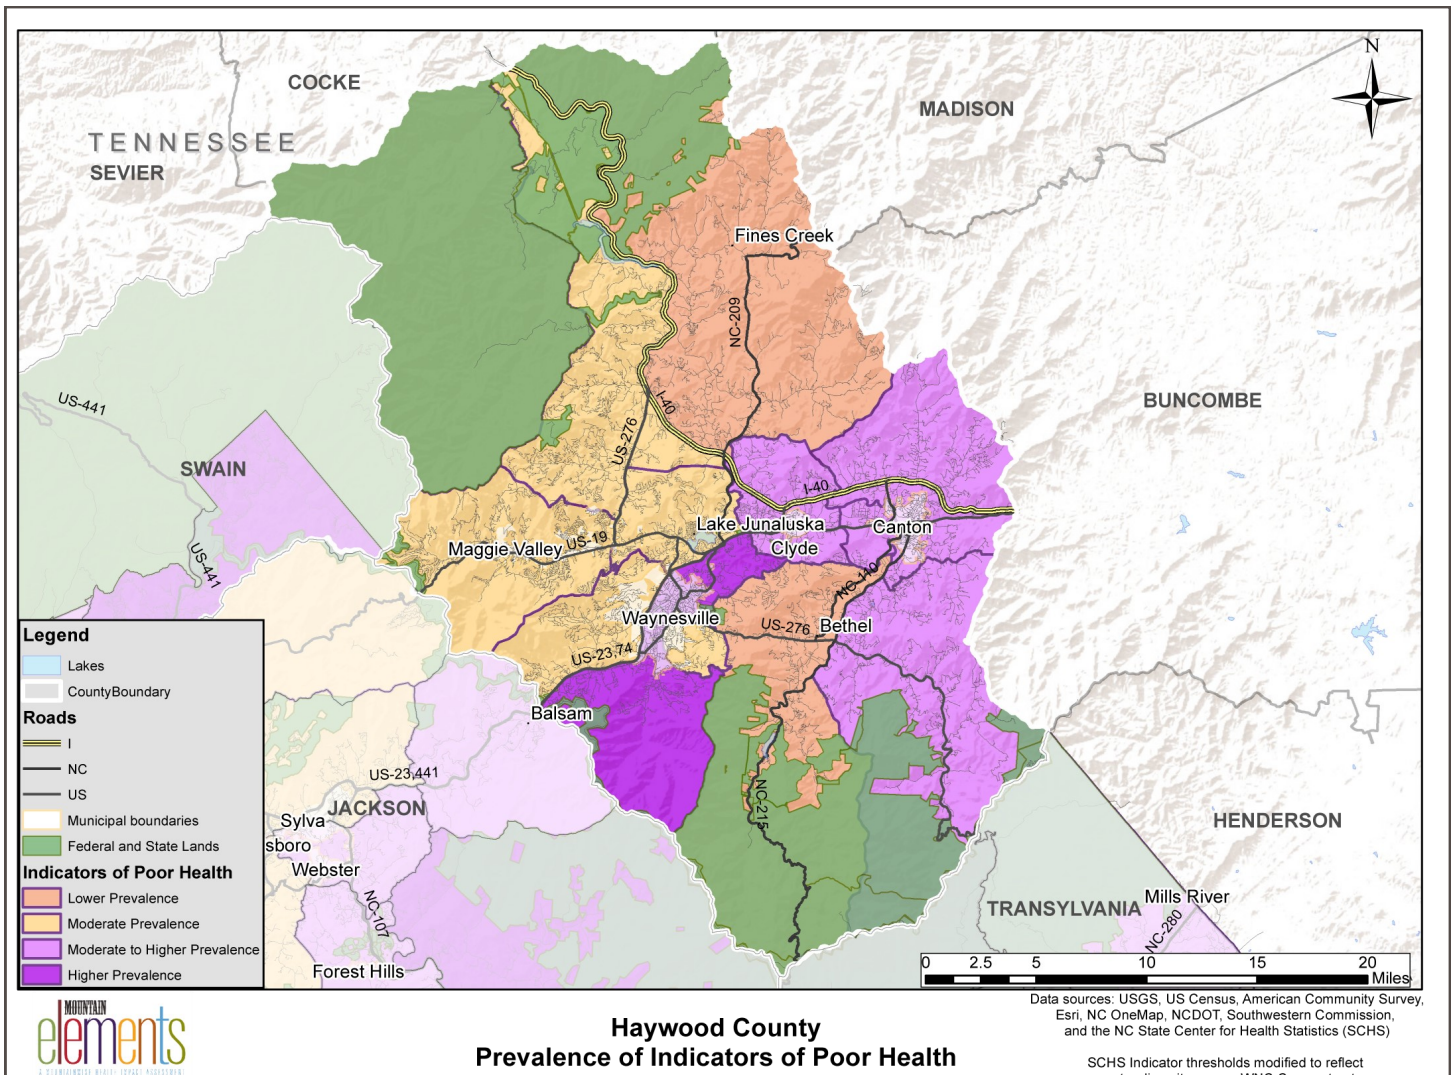 N
COCKE
MADISON
TENNESSEE
SEVIER
Fines Creek
NC-209
I-40
US-441
BUNCOMBE
US-276
SWAIN
I-40
Lake Junaluska
Canton
US-19
Maggie Valley
Clyde
US-441
NC-110
Waynesville
US-276
Bethel
US-23,74
Balsam
US-23,441
JACKSON
NC-215
Sylva
sboro
Webster
HENDERSON
Mills River
TRANSYLVANIA
NC-107
NC-280
Forest Hills
Legend
Lakes
CountyBoundary
Roads
I
NC
US
Municipal boundaries
Federal and State Lands
Indicators of Poor Health
Lower Prevalence
Moderate Prevalence
Moderate to Higher Prevalence
Higher Prevalence
0 2.5 5 10 15 20
Miles
MOUNTAIN
elements
Haywood County
Prevalence of Indicators of Poor Health
Data sources: USGS, US Census, American Community Survey,
Esri, NC OneMap, NCDOT, Southwestern Commission,
and the NC State Center for Health Statistics (SCHS)
SCHS Indicator thresholds modified to reflect